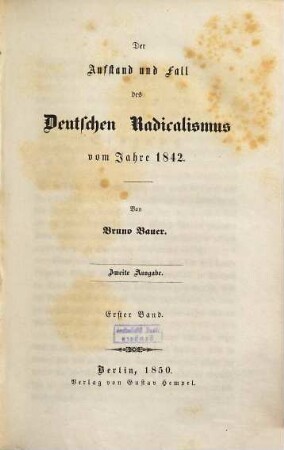 Der
Aufstand und Fall
des
Deutschen Radicalismus
vom Jahre 1842.
Von
Bruno Bauer.
Zweite Ausgabe.
Erster Band.
Berlin, 1850.
Verlag von Gustav Hempel.